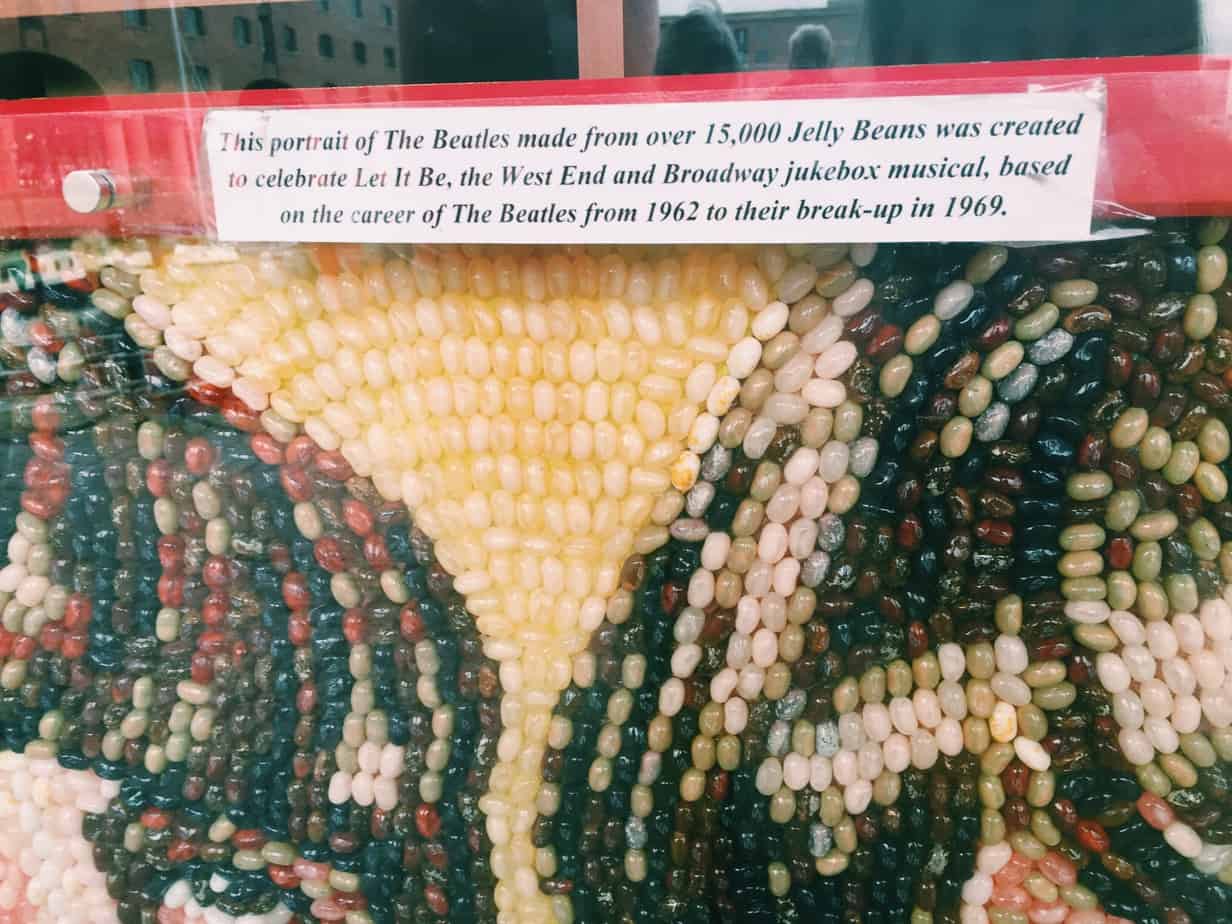 This portrait of The Beatles made from over 15,000 Jelly Beans was created
to celebrate Let It Be, the West End and Broadway jukebox musical, based
on the career of The Beatles from 1962 to their break-up in 1969.